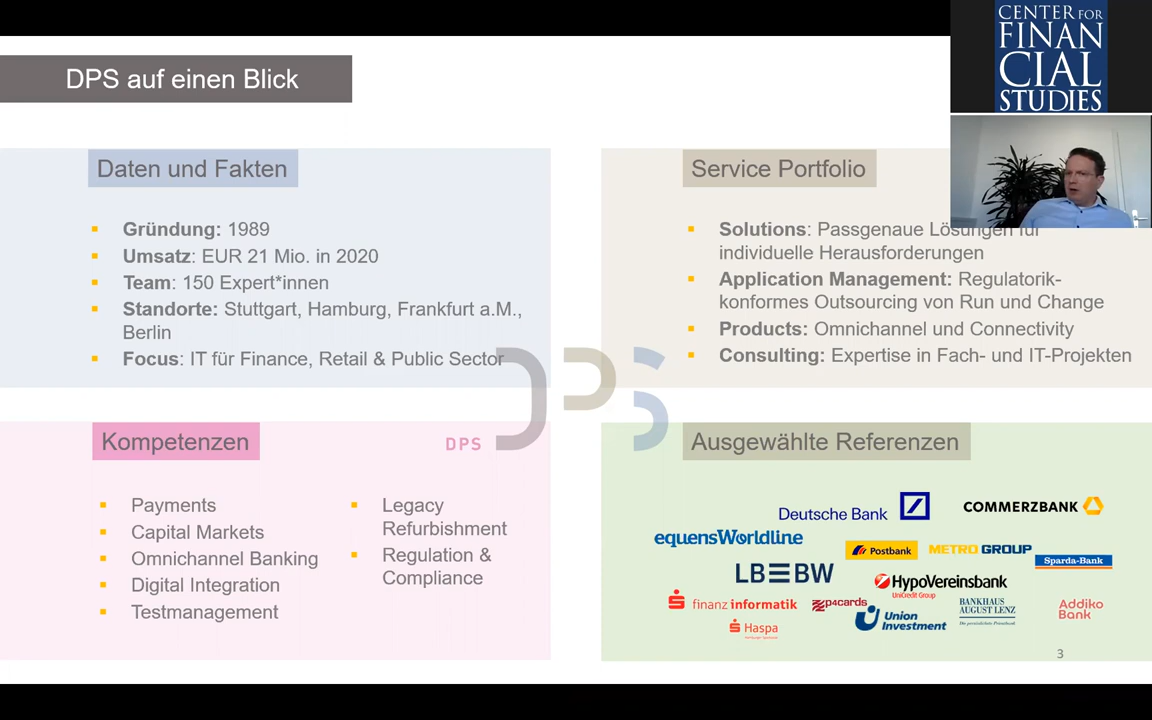 CENTER FOR
FINAN
CIAL
STUDIES
DPS auf einen Blick
Daten und Fakten
Gründung: 1989
Umsatz: EUR 21 Mio. in 2020
Team: 150 Expert*innen
Standorte: Stuttgart, Hamburg, Frankfurt a.M.,
Berlin
Focus: IT für Finance, Retail & Public Sector
Service Portfolio
Solutions: Passgenaue Lösungen für
individuelle Herausforderungen
Application Management: Regulatorik-
konformes Outsourcing von Run und Change
Products: Omnichannel und Connectivity
Consulting: Expertise in Fach- und IT-Projekten
DPS
Kompetenzen
DPS
Payments
Capital Markets
Omnichannel Banking
Digital Integration
Testmanagement
Legacy
Refurbishment
Regulation &
Compliance
Ausgewählte Referenzen
Deutsche Bank
COMMERZBANK
equensWorldline
Postbank
METRO GROUP
Sparda-Bank
LBBW
HypoVereinsbank
UniCredit Group
finanz informatik
p4cards
Union
Investment
BANKHAUS
AUGUST LENZ
Addiko
Bank
Haspa
3